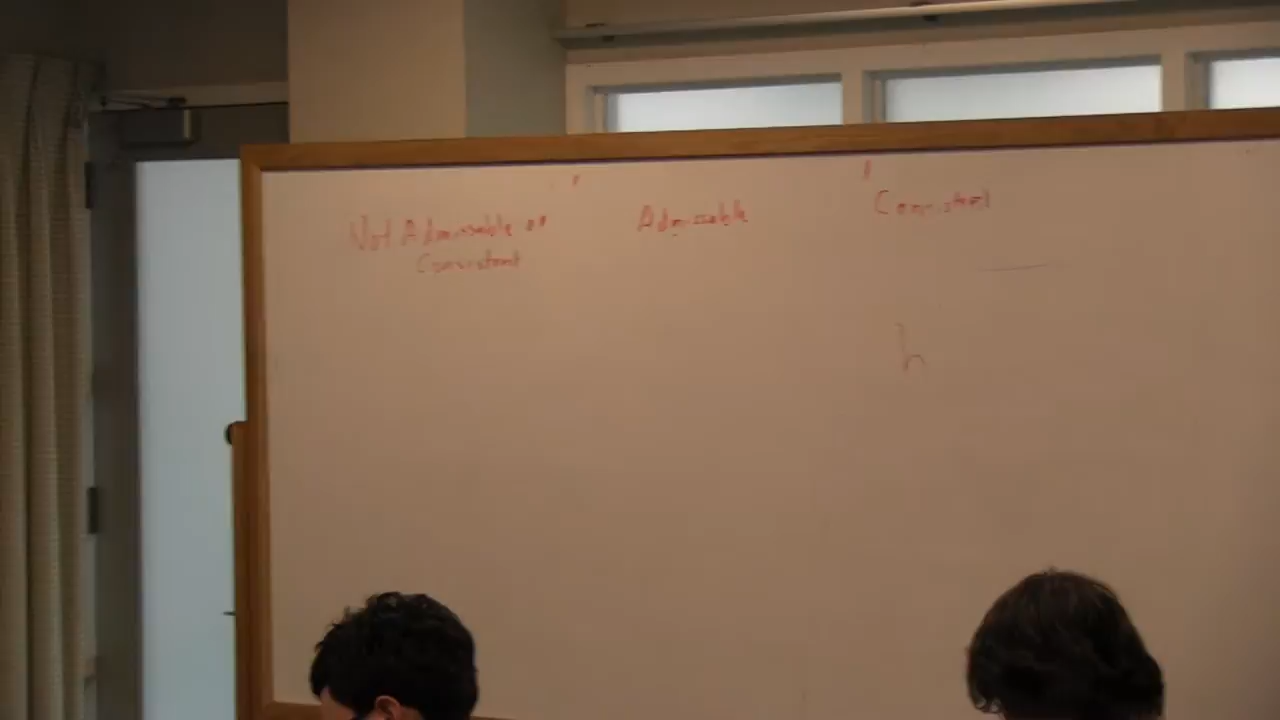 Not Admissable or
Consistent
Admissable
Consistent
h